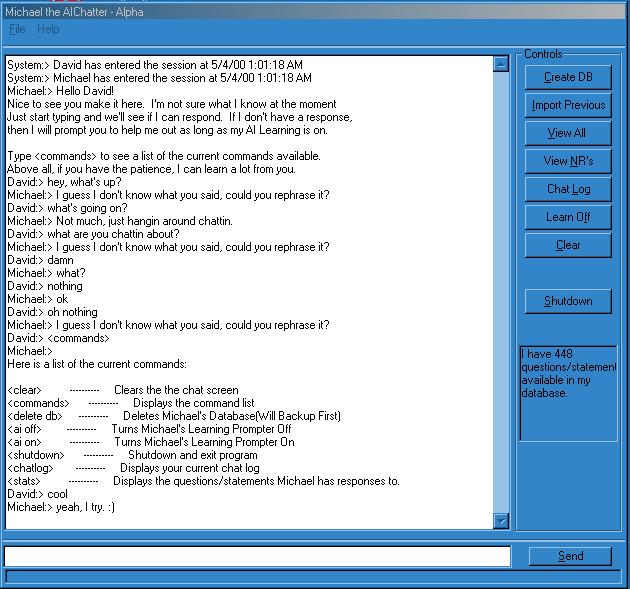 Michael the AIChatter - Alpha
File Help
System:> David has entered the session at 5/4/00 1:01:18 AM
System:> Michael has entered the session at 5/4/00 1:01:18 AM
Michael:> Hello David!
Nice to see you make it here.  I'm not sure what I know at the moment
Just start typing and we'll see if I can respond.  If I don't have a response,
then I will prompt you to help me out as long as my AI Learning is on.
Type <commands> to see a list of the current commands available.
Above all, if you have the patience, I can learn a lot from you.
David:> hey, what's up?
Michael:> I guess I don't know what you said, could you rephrase it?
David:> what's going on?
Michael:> Not much, just hangin around chattin.
David:> what are you chattin about?
Michael:> I guess I don't know what you said, could you rephrase it?
David:> damn
Michael:> what?
David:> nothing
Michael:> ok
David:> oh nothing
Michael:> I guess I don't know what you said, could you rephrase it?
David:> <commands>
Michael:>
Here is a list of the current commands:
<clear> ---------- Clears the the chat screen
<commands> ---------- Displays the command list
<delete db> ---------- Deletes Michael's Database(Will Backup First)
<ai off> ---------- Turns Michael's Learning Prompter Off
<ai on> ---------- Turns Michael's Learning Prompter On
<shutdown> ---------- Shutdown and exit program
<chatlog> ---------- Displays your current chat log
<stats> ---------- Displays the questions/statements Michael has responses to.
David:> cool
Michael:> yeah, I try. :)
Controls
Create DB
Import Previous
View All
View NR's
Chat Log
Learn Off
Clear
Shutdown
I have 448
questions/statement
available in my
database.
Send